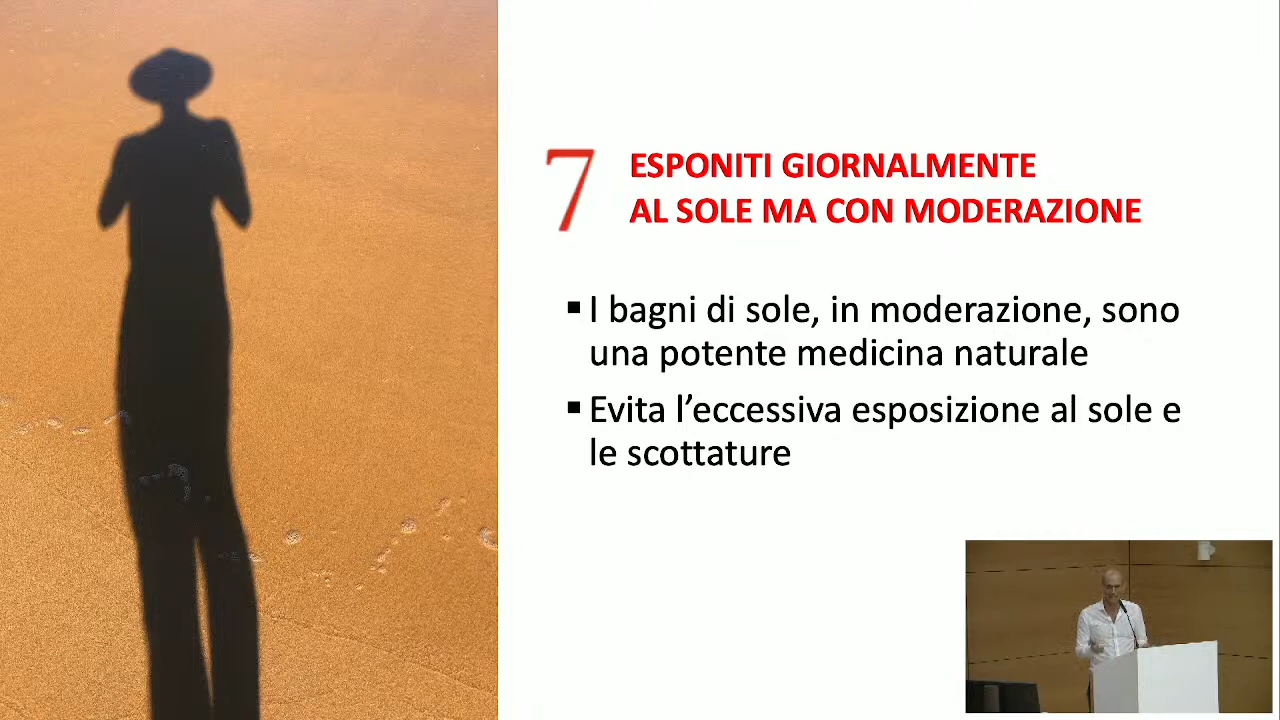 7
ESPONITI GIORNALMENTE
AL SOLE MA CON MODERAZIONE
▪ I bagni di sole, in moderazione, sono
una potente medicina naturale
▪ Evita l’eccessiva esposizione al sole e
le scottature